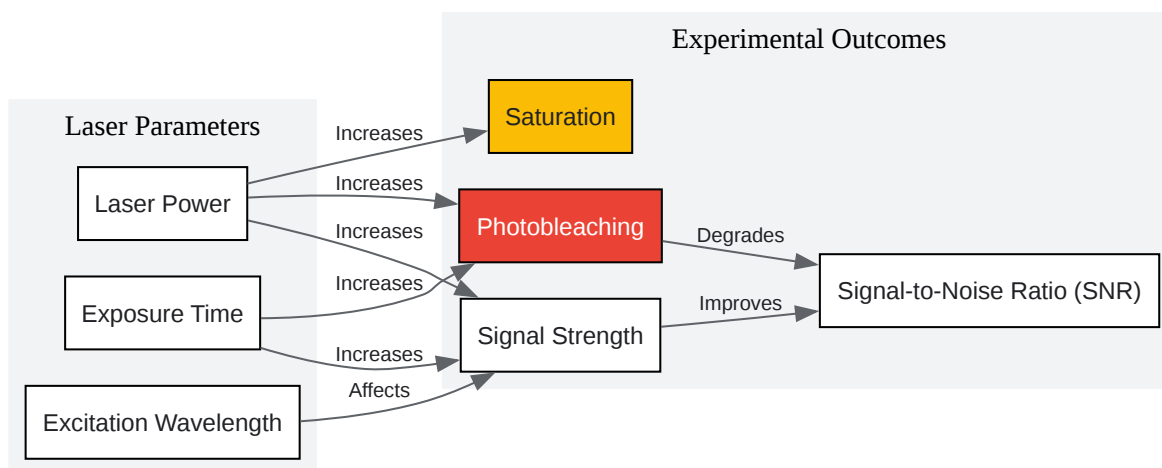 Experimental Outcomes
Laser Parameters
Saturation
Increases
Laser Power
Increases
Photobleaching
Increases
Degrades
Increases
Exposure Time
Signal-to-Noise Ratio (SNR)
Improves
Signal Strength
Increases
Affects
Excitation Wavelength